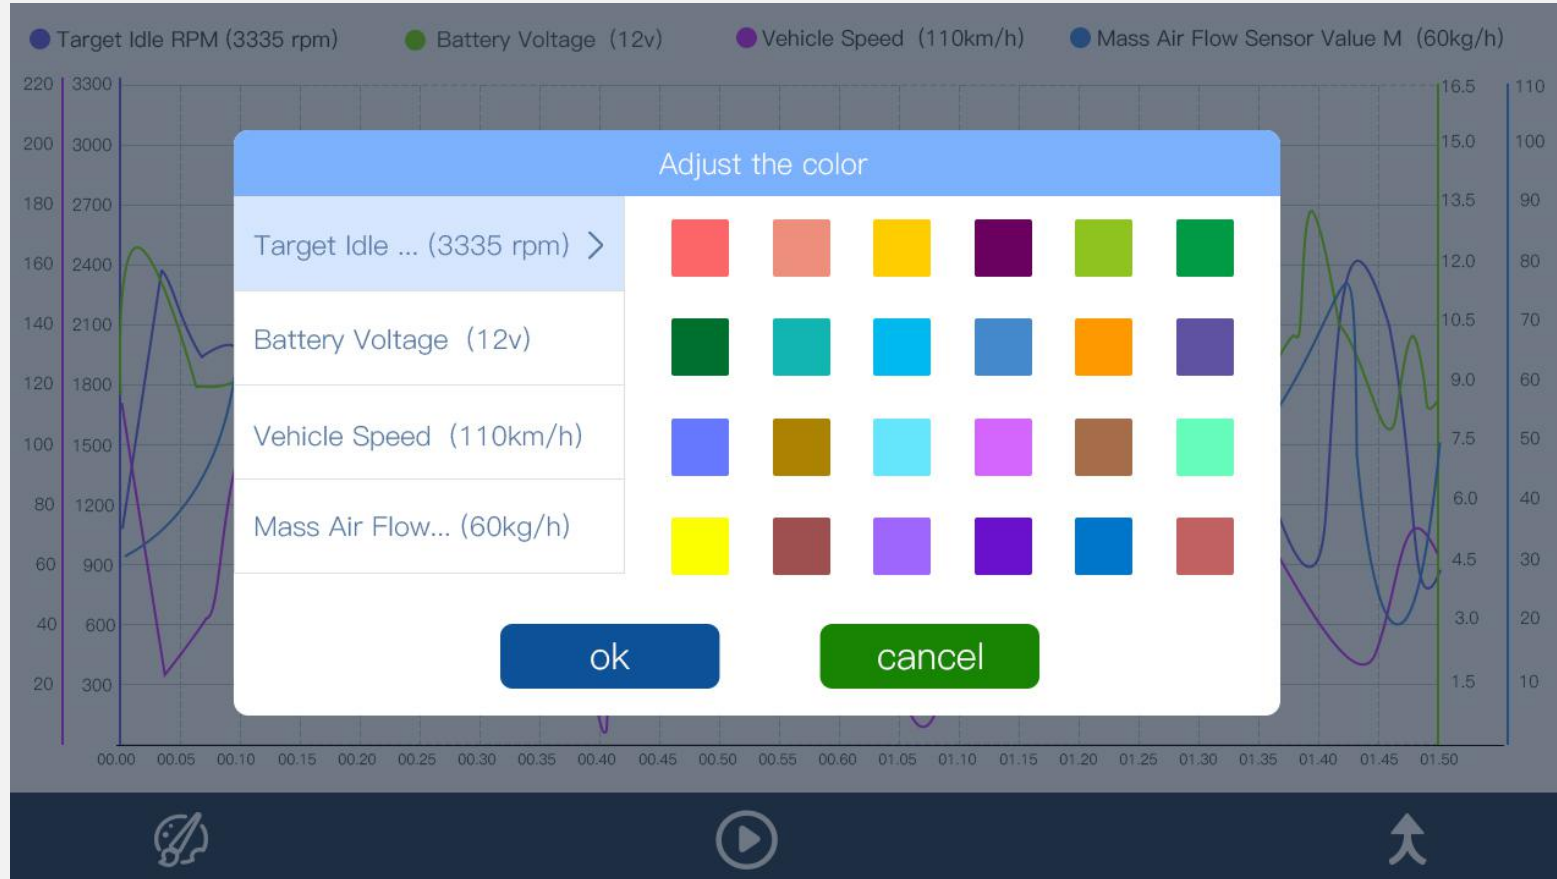 Target Idle RPM (3335 rpm) Battery Voltage (12v) Vehicle Speed (110km/h) Mass Air Flow Sensor Value M (60kg/h)
220 3300 16.5 110
200 3000 15.0 100
Adjust the color
180 2700 13.5 90
Target Idle ... (3335 rpm)
160 2400 12.0 80
140 2100 10.5 70
Battery Voltage (12v)
120 1800 9.0 60
100 1500 7.5 50
Vehicle Speed (110km/h)
80 1200 6.0 40
Mass Air Flow... (60kg/h)
60 900 4.5 30
40 600 3.0 20
ok cancel
20 300 1.5 10
00.00 00.05 00.10 00.15 00.20 00.25 00.30 00.35 00.40 00.45 00.50 00.55 00.60 01.05 01.10 01.15 01.20 01.25 01.30 01.35 01.40 01.45 01.50